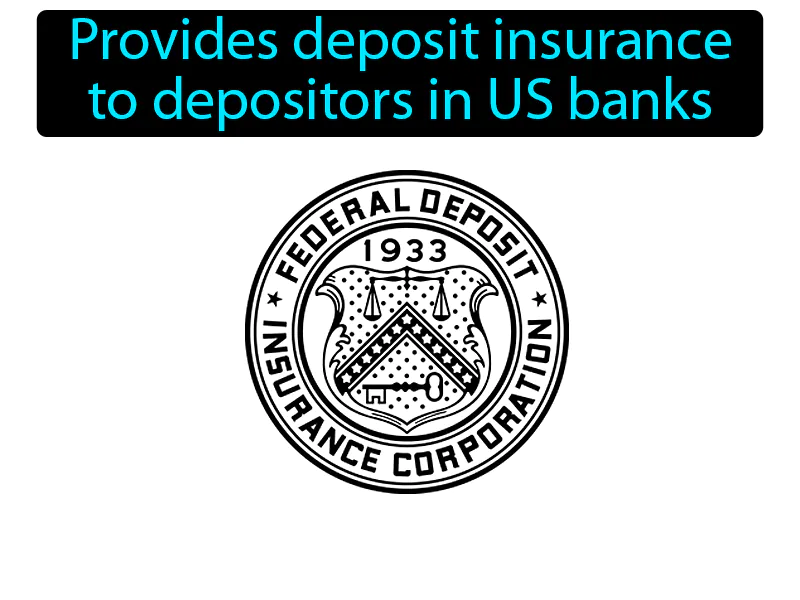 Provides deposit insurance
to depositors in US banks
FEDERAL DEPOSIT
1933
INSURANCE CORPORATION